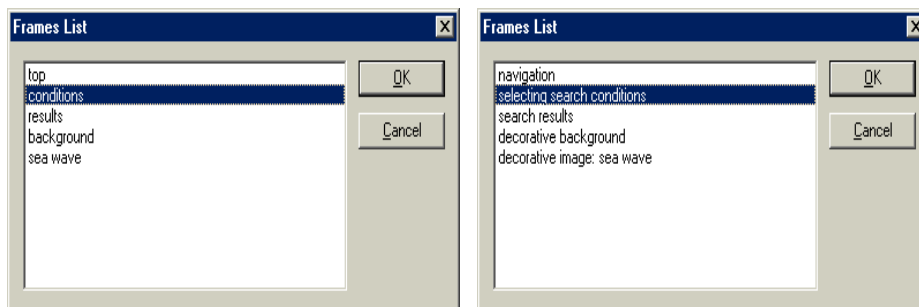 Frames List
top
conditions
results
background
sea wave
OK
Cancel
Frames List
navigation
selecting search conditions
search results
decorative background
decorative image: sea wave
OK
Cancel